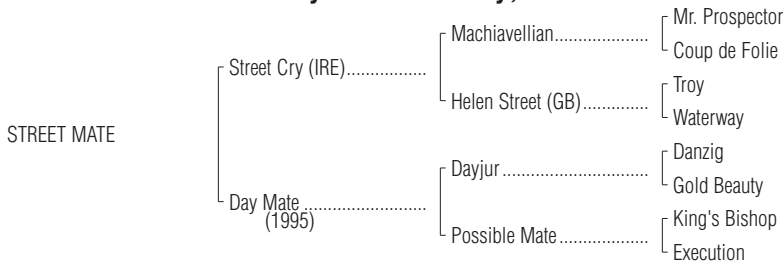 Mr. Prospector
Machiavellian.....................
Coup de Folie
Street Cry (IRE).................
Troy
Helen Street (GB)..............
Waterway
STREET MATE
Danzig
Dayjur ...............................
Gold Beauty
Day Mate ..........................
(1995)
King's Bishop
Possible Mate....................
Execution